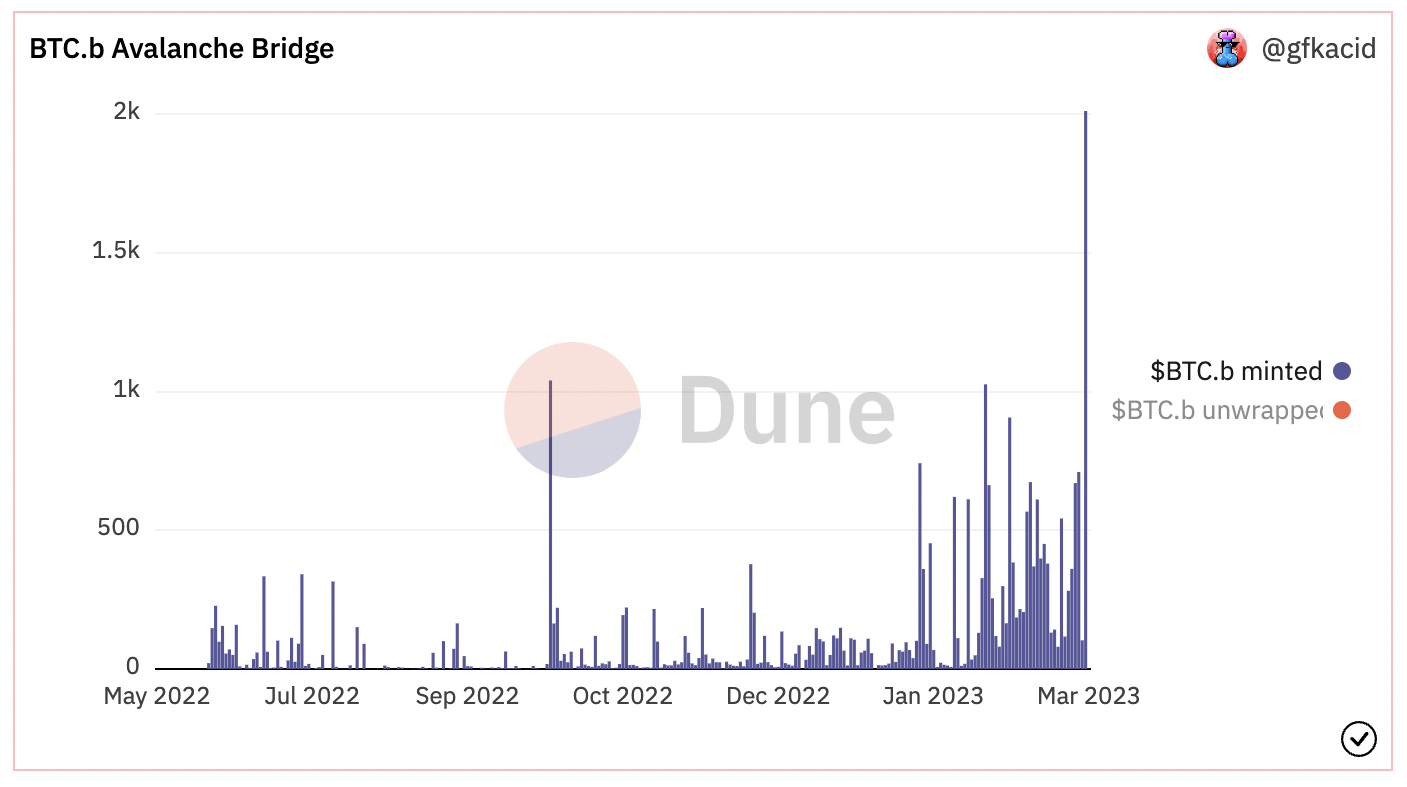 BTC.b Avalanche Bridge
@gfkacid
2k
1.5k
1k
500
0
Dune
$BTC.b minted
$BTC.b unwrapped
May 2022
Jul 2022
Sep 2022
Oct 2022
Dec 2022
Jan 2023
Mar 2023